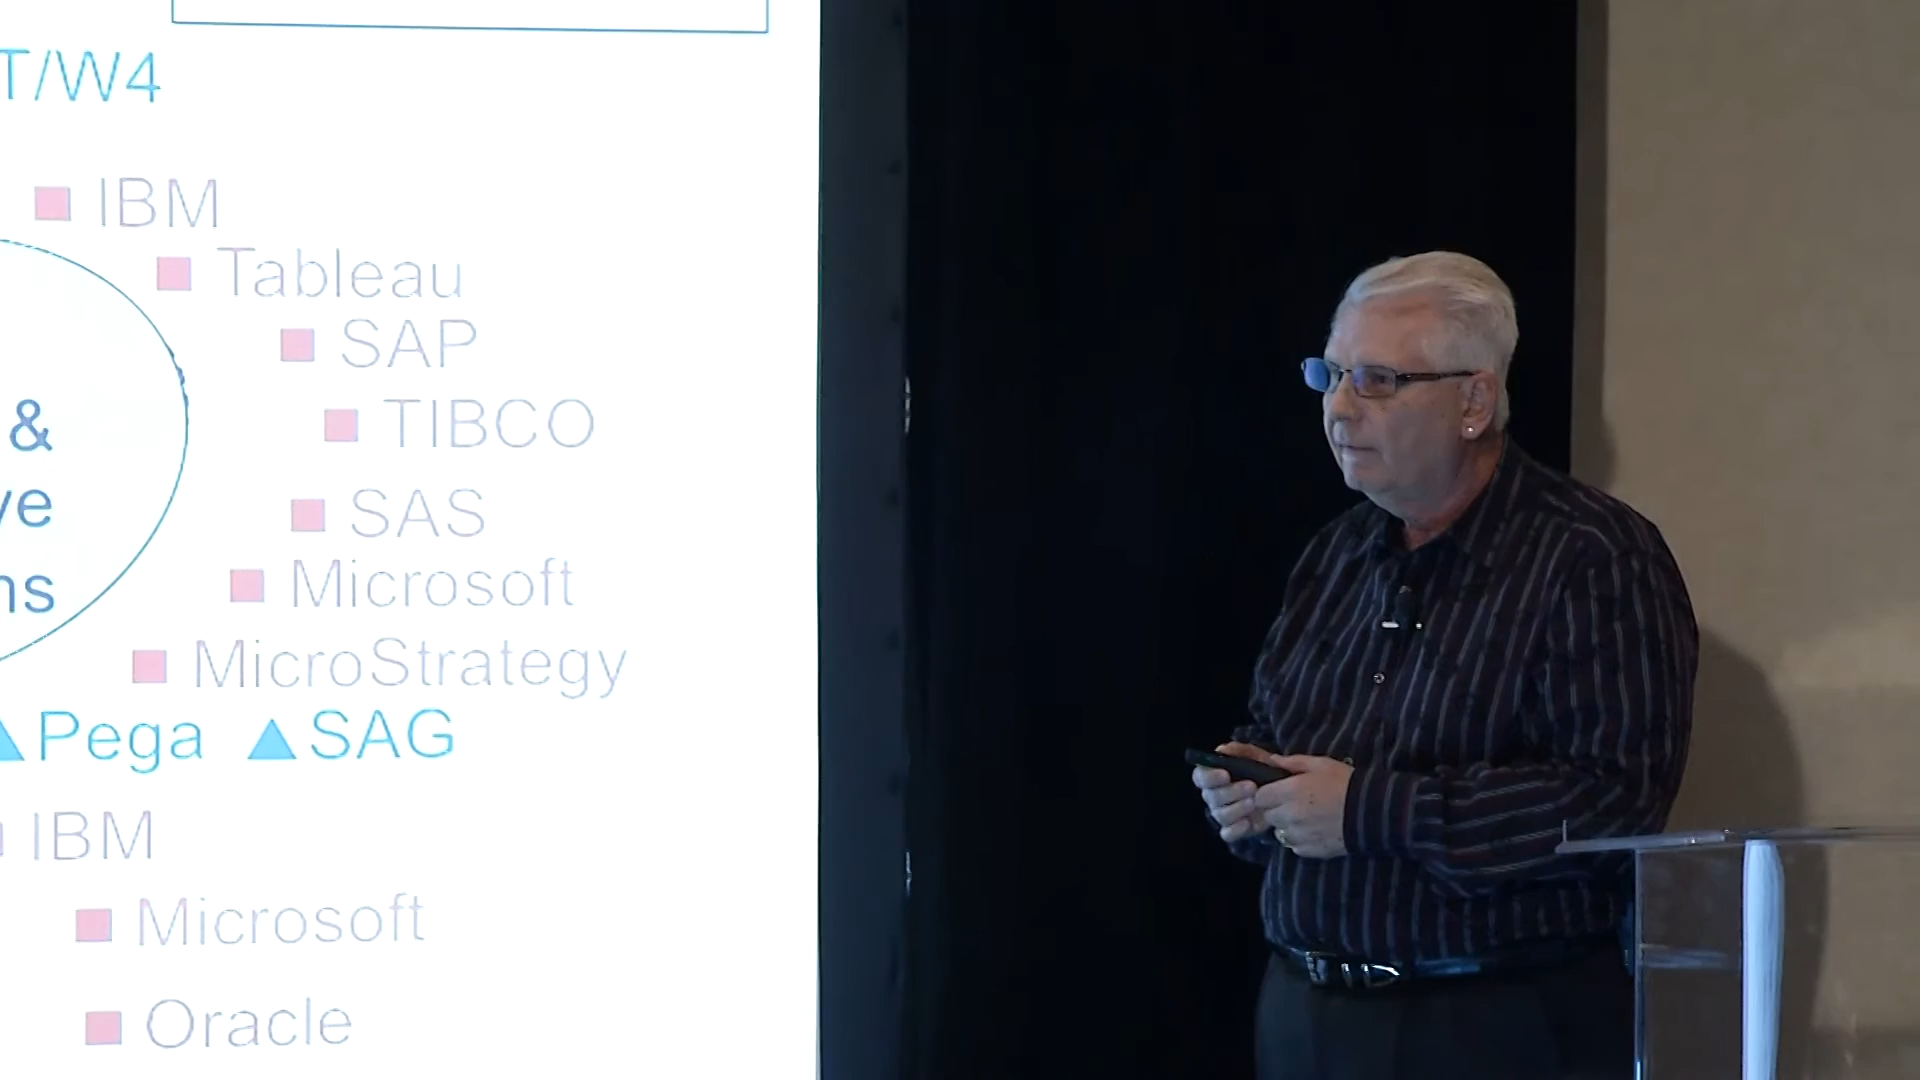 T/W4
IBM
Tableau
SAP
TIBCO
&
SAS
ve
Microsoft
ns
MicroStrategy
Pega SAG
IBM
Microsoft
Oracle